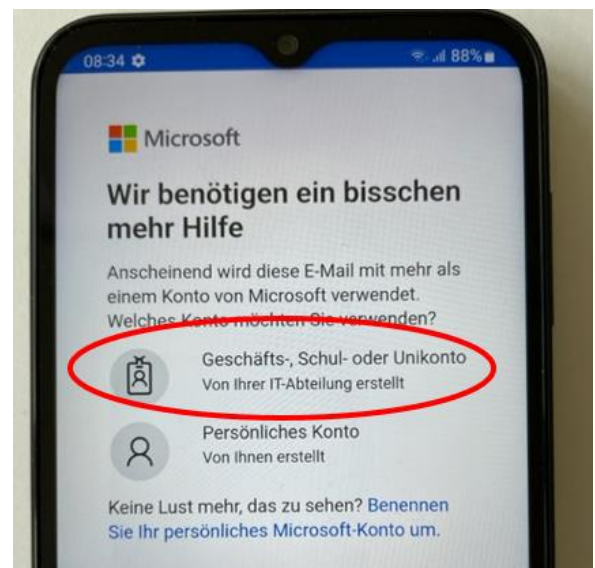 08:34 88%
Microsoft
Wir benötigen ein bisschen
mehr Hilfe
Anscheinend wird diese E-Mail mit mehr als
einem Konto von Microsoft verwendet.
Welches Konto möchten Sie verwenden?
Geschäfts-, Schul- oder Unikonto
Von Ihrer IT-Abteilung erstellt
Persönliches Konto
Von Ihnen erstellt
Keine Lust mehr, das zu sehen? Benennen
Sie Ihr persönliches Microsoft-Konto um.